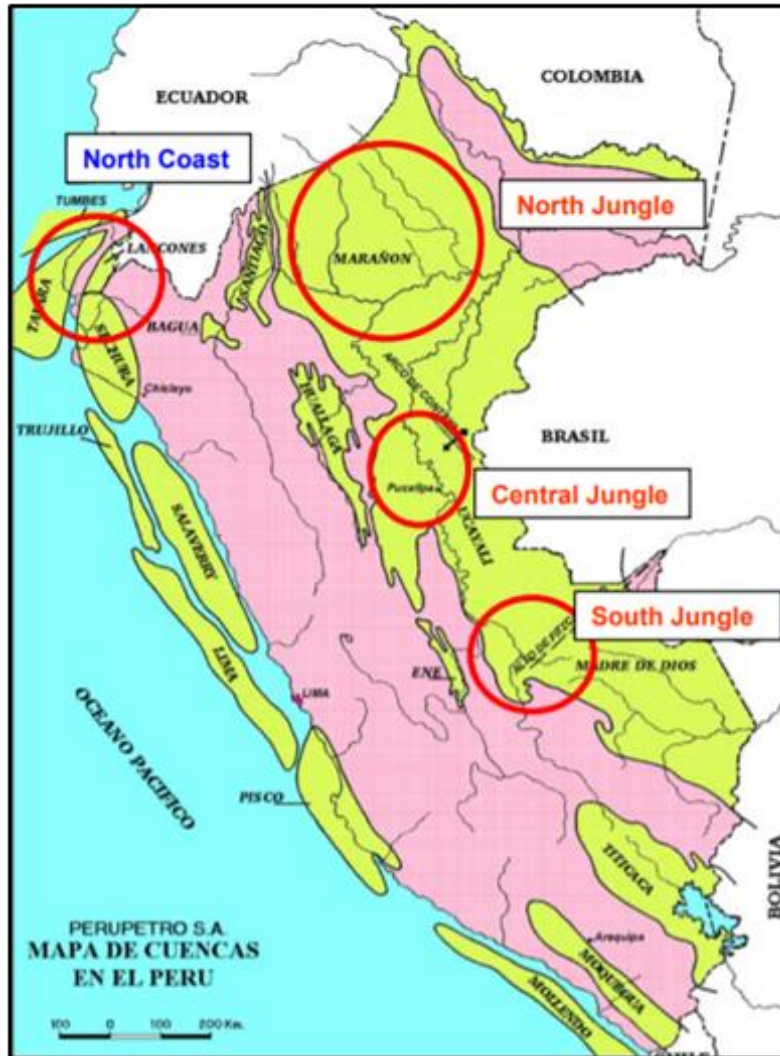 COLOMBIA
ECUADOR
North Coast
North Jungle
TUMBES
LANCONES
MARAÑON
SANTIAGO
TALARA
BAGUA
SECHURA
Chiclayo
HUALLAGA
TRUJILLO
BRASIL
Pucallpa
Central Jungle
UCAYALI
SALAVERRY
South Jungle
LIMA
ENE
MADRE DE DIOS
LIMA
OCEANO PACIFICO
PISCO
TITICACA
BOLIVIA
PERUPETRO S.A.
MAPA DE CUENCAS
EN EL PERU
Arequipa
MOQUEGUA
MOLLENDO
100 0 100 200 Km.